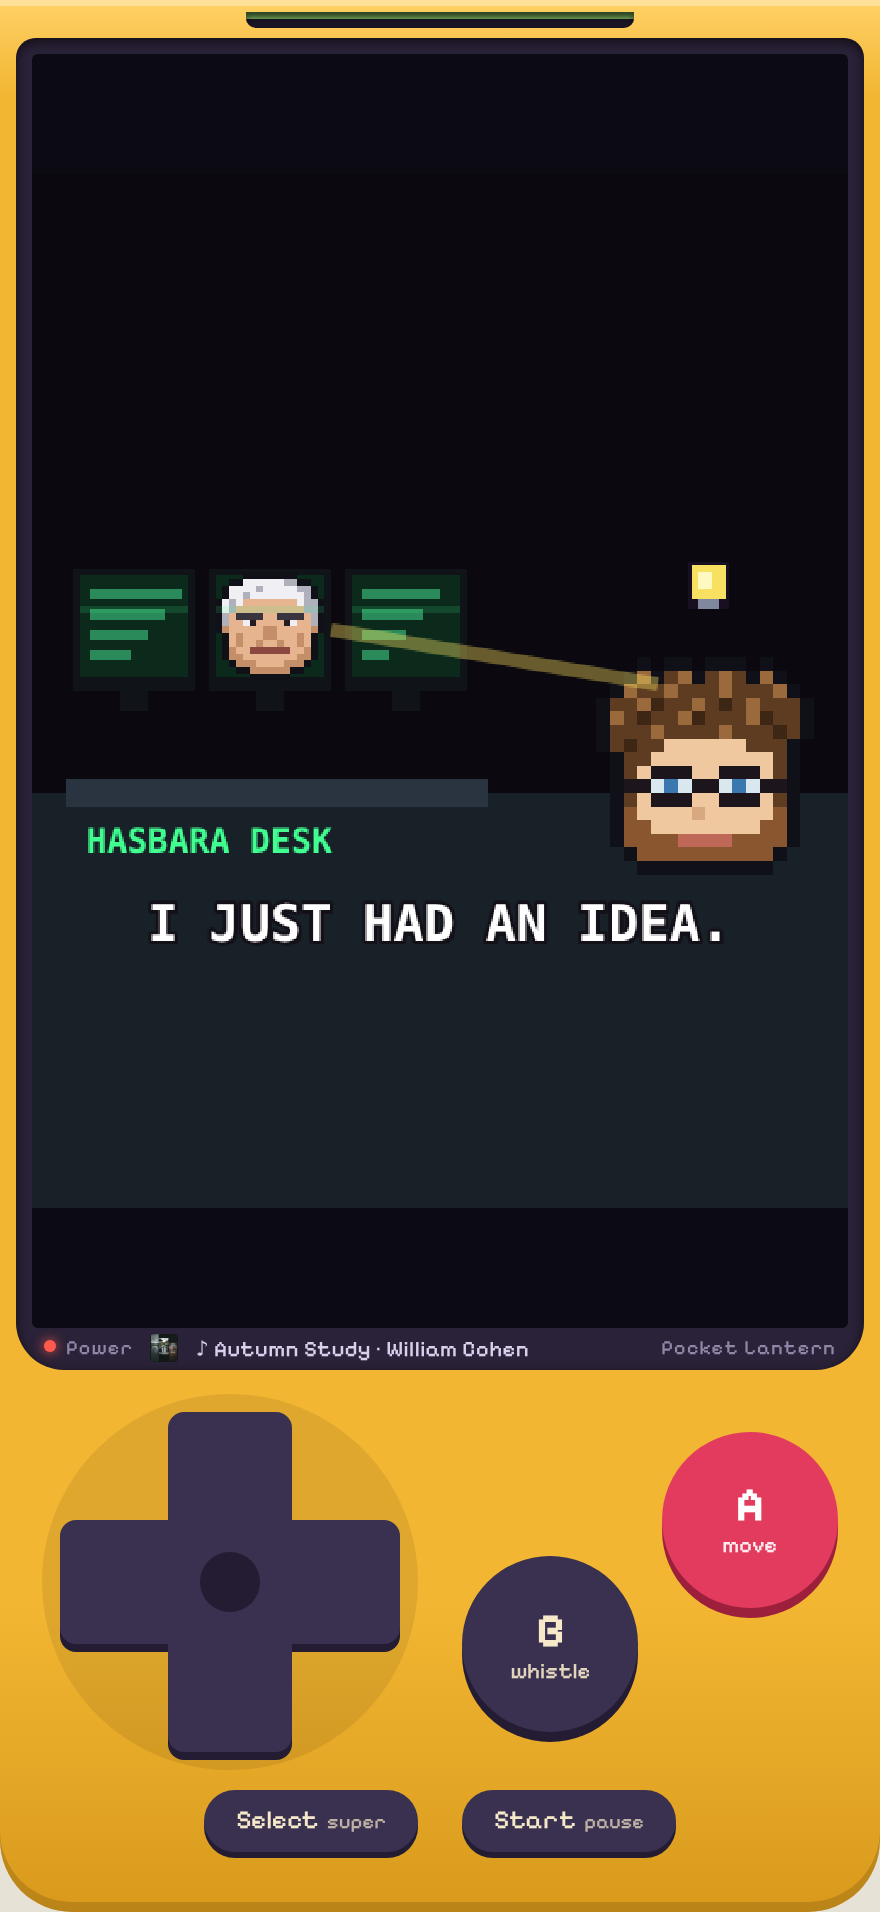 HASBARA DESK
I JUST HAD AN IDEA.
Power ♪ Autumn Study · William Cohen Pocket Lantern
A
move
B
whistle
Select super Start pause